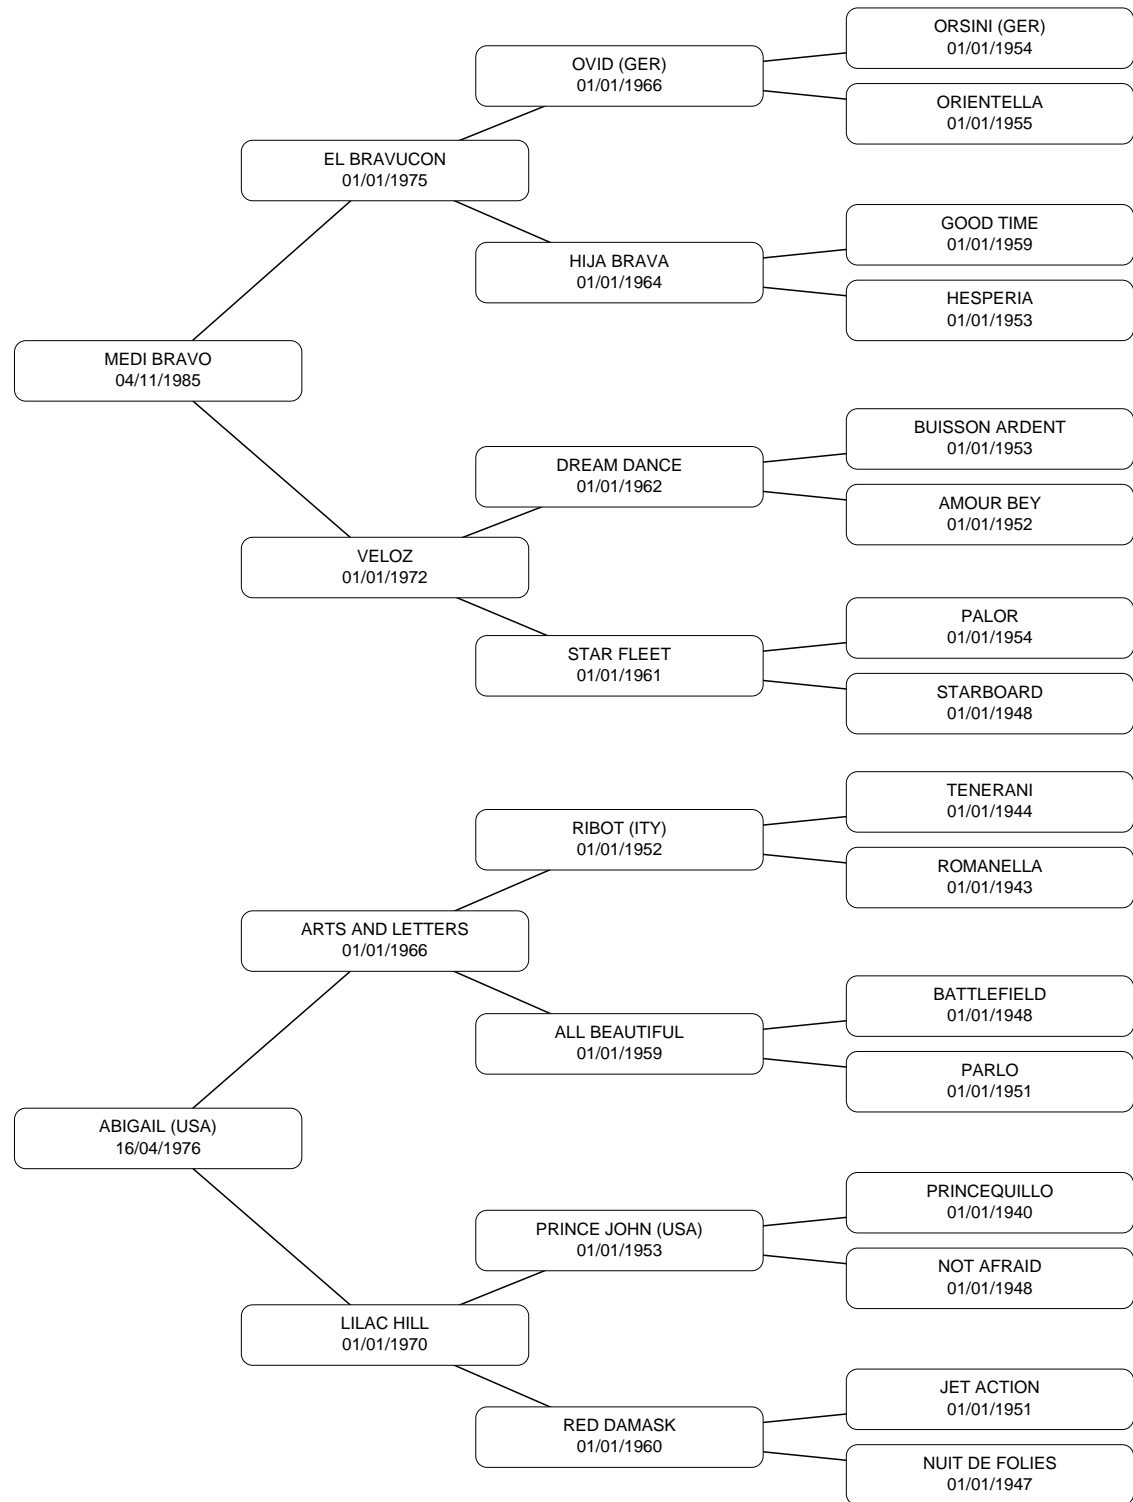 ORSINI (GER)
01/01/1954
OVID (GER)
01/01/1966
ORIENTELLA
01/01/1955
EL BRAVUCON
01/01/1975
GOOD TIME
01/01/1959
HIJA BRAVA
01/01/1964
HESPERIA
01/01/1953
MEDI BRAVO
04/11/1985
BUISSON ARDENT
01/01/1953
DREAM DANCE
01/01/1962
AMOUR BEY
01/01/1952
VELOZ
01/01/1972
PALOR
01/01/1954
STAR FLEET
01/01/1961
STARBOARD
01/01/1948
TENERANI
01/01/1944
RIBOT (ITY)
01/01/1952
ROMANELLA
01/01/1943
ARTS AND LETTERS
01/01/1966
BATTLEFIELD
01/01/1948
ALL BEAUTIFUL
01/01/1959
PARLO
01/01/1951
ABIGAIL (USA)
16/04/1976
PRINCEQUILLO
01/01/1940
PRINCE JOHN (USA)
01/01/1953
NOT AFRAID
01/01/1948
LILAC HILL
01/01/1970
JET ACTION
01/01/1951
RED DAMASK
01/01/1960
NUIT DE FOLIES
01/01/1947